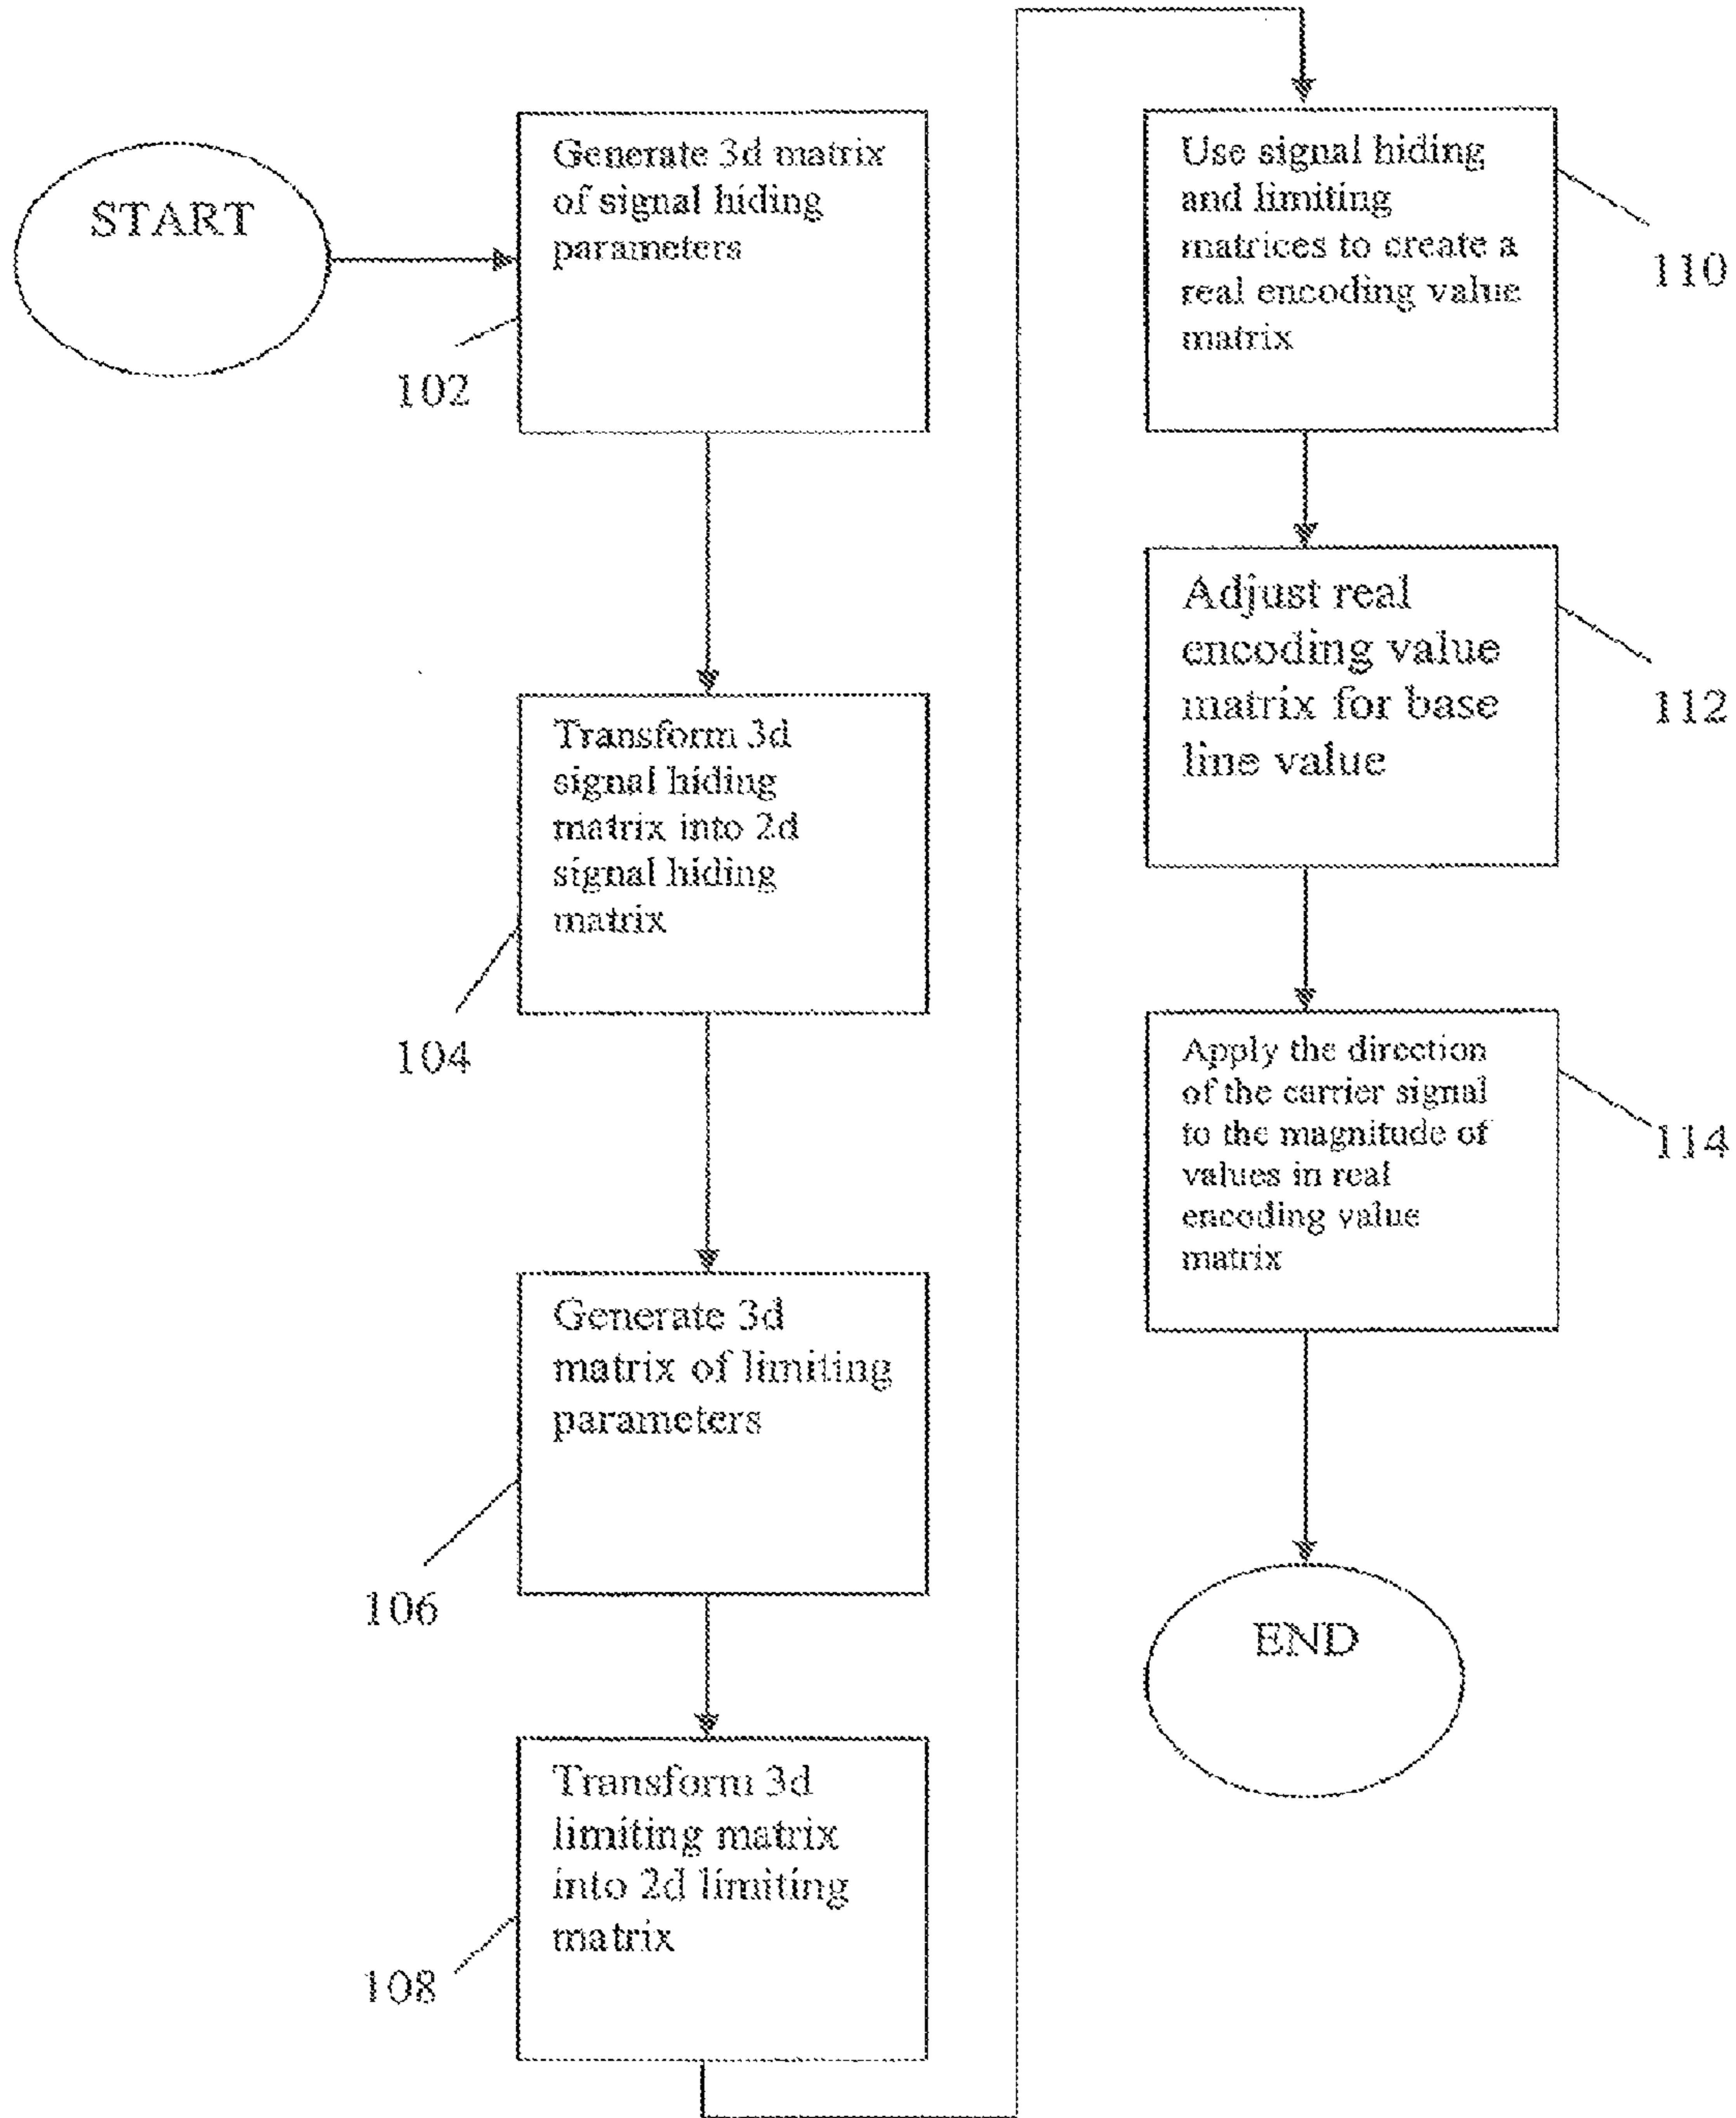 START
Generate 3d matrix
of signal hiding
parameters
102
Transform 3d
signal hiding
matrix into 2d
signal hiding
matrix
104
Generate 3d
matrix of limiting
parameters
106
Transform 3d
limiting matrix
into 2d limiting
matrix
108
Use signal hiding
and limiting
matrices to create a
real encoding value
matrix
110
Adjust real
encoding value
matrix for base
line value
112
Apply the direction
of the carrier signal
to the magnitude of
values in real
encoding value
matrix
114
END